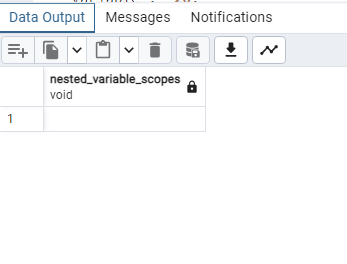 Data Output Messages Notifications
nested_variable_scopes
void
1